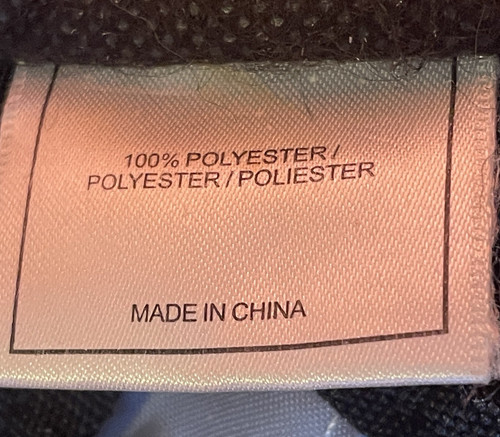 100% POLYESTER/
POLYESTER/POLIESTER
MADE IN CHINA